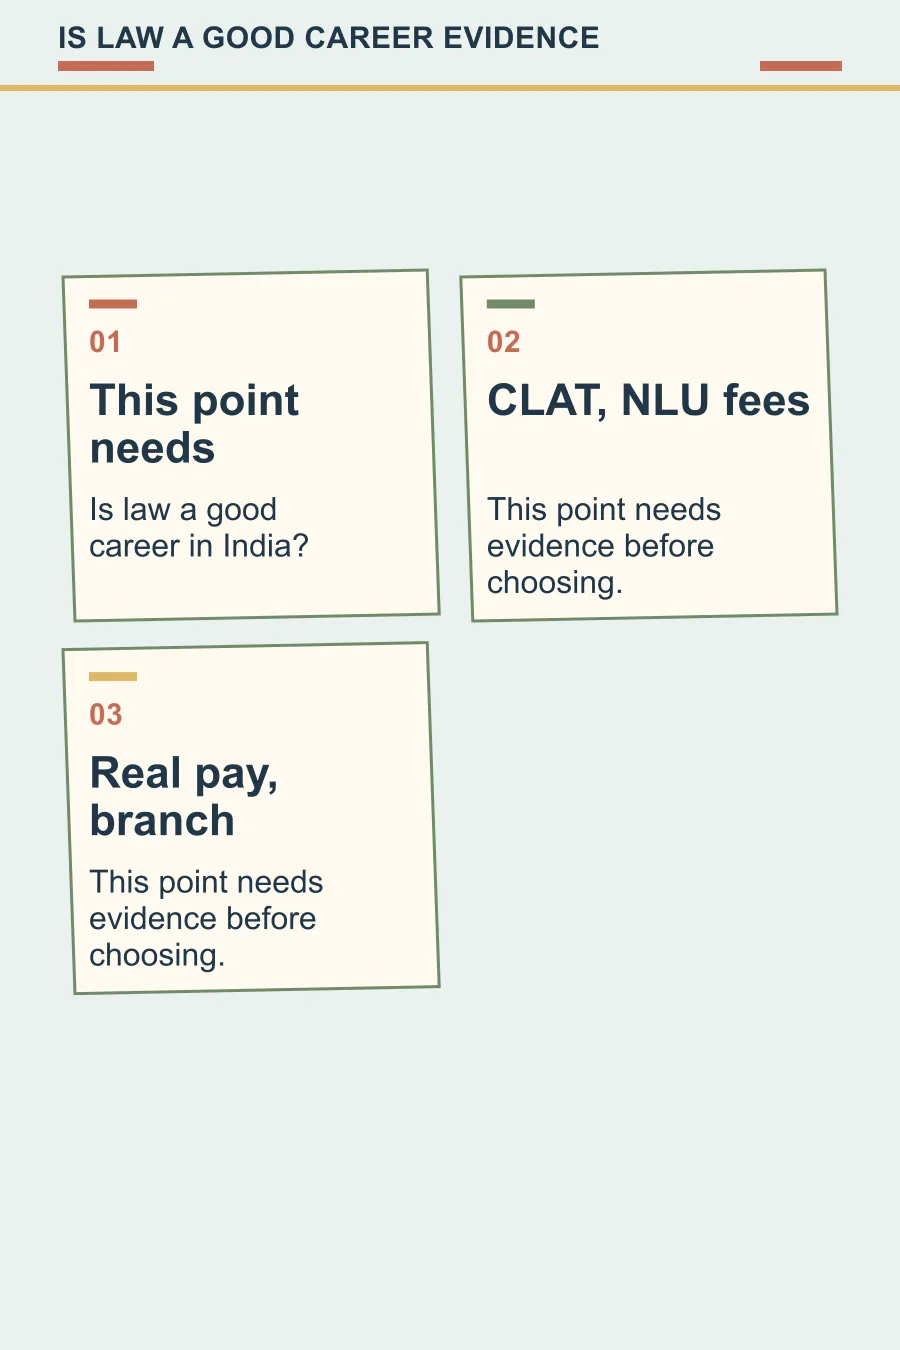 IS LAW A GOOD CAREER EVIDENCE
01
This point
needs
Is law a good
career in India?
02
CLAT, NLU fees
This point needs
evidence before
choosing.
03
Real pay,
branch
This point needs
evidence before
choosing.